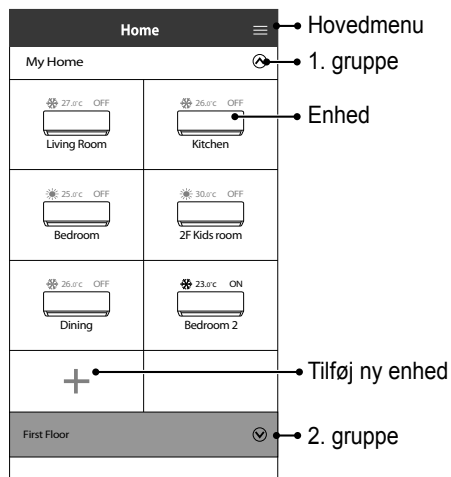 Home
Hovedmenu
My Home
1. gruppe
27.0°C OFF
26.0°C OFF
Enhed
Living Room
Kitchen
25.0°C OFF
30.0°C OFF
Bedroom
2F Kids room
26.0°C OFF
23.0°C ON
Dining
Bedroom 2
Tilføj ny enhed
First Floor
2. gruppe